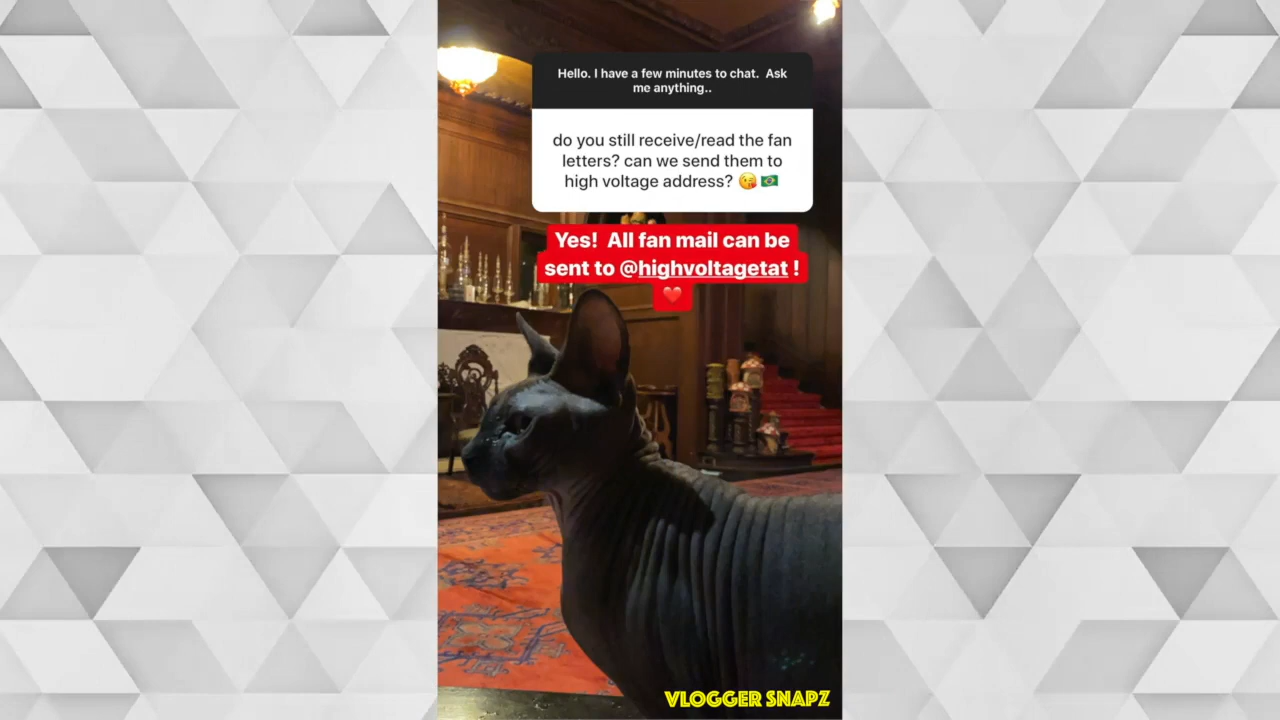 Hello. I have a few minutes to chat.  Ask
me anything..
do you still receive/read the fan
letters? can we send them to
high voltage address? 😘 🇧🇷
Yes!  All fan mail can be
sent to @highvoltagetat !
❤️
VLOGGER SNAPZ